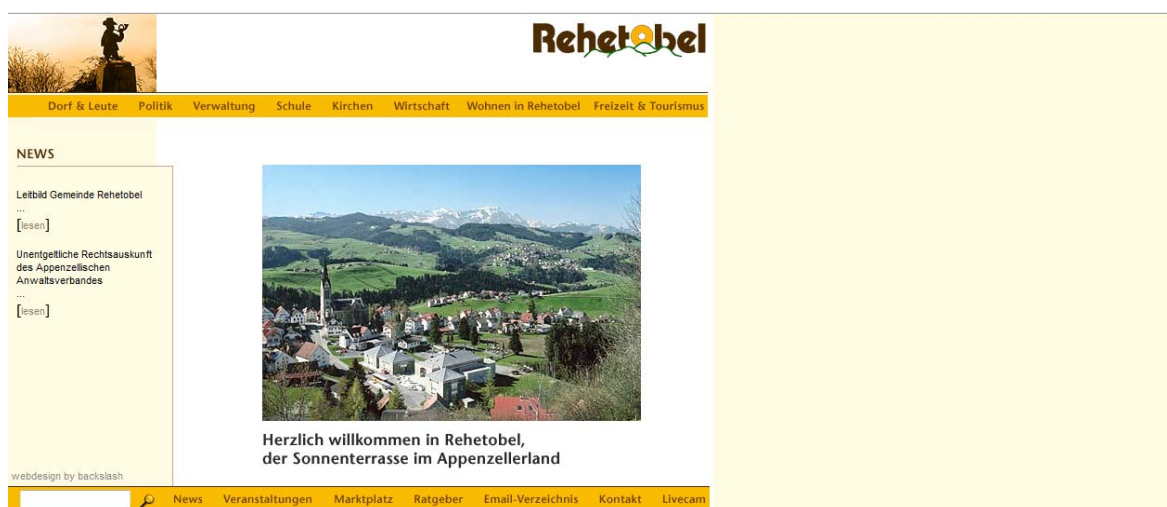 Rehetobel
Dorf & Leute Politik Verwaltung Schule Kirchen Wirtschaft Wohnen in Rehetobel Freizeit & Tourismus
NEWS
Leitbild Gemeinde Rehetobel
...
[lesen]
Unentgeltliche Rechtsauskunft
des Appenzellischen
Anwaltsverbandes
...
[lesen]
Herzlich willkommen in Rehetobel,
der Sonnenterrasse im Appenzellerland
webdesign by backslash
News Veranstaltungen Marktplatz Ratgeber Email-Verzeichnis Kontakt Livecam